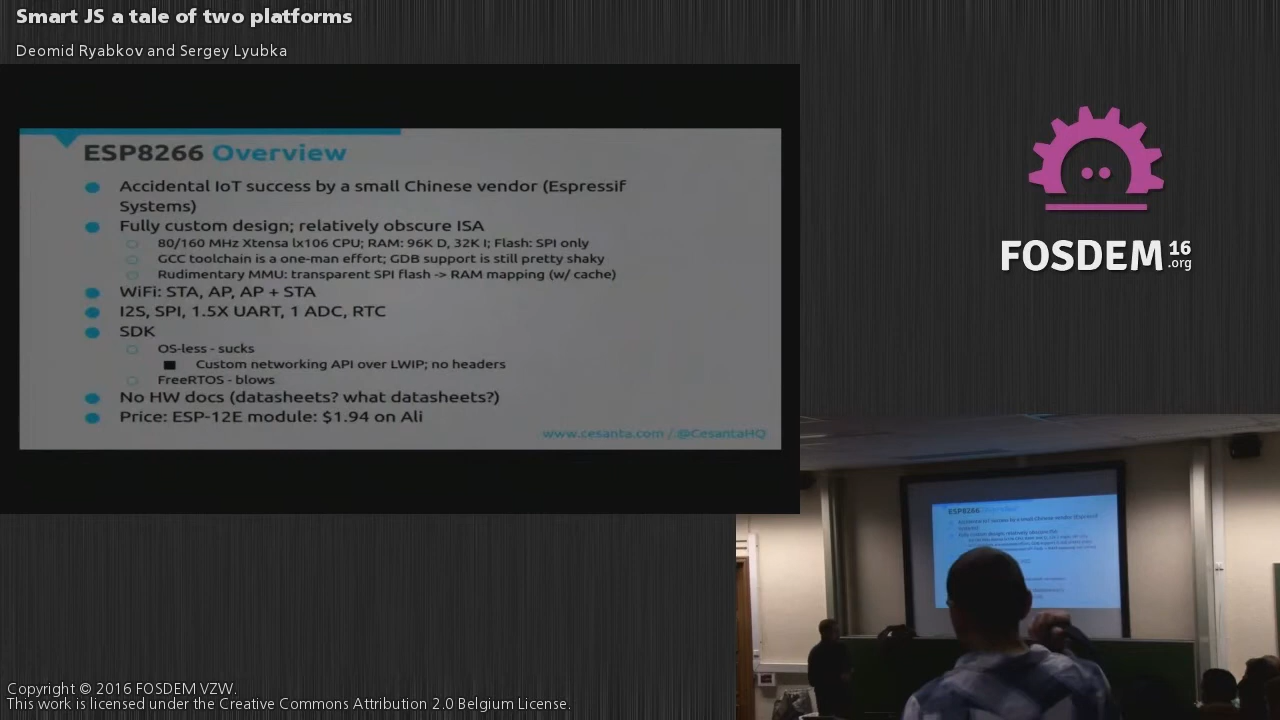 Smart JS a tale of two platforms
Deomid Ryabkov and Sergey Lyubka
ESP8266 Overview
Accidental IoT success by a small Chinese vendor (Espressif
Systems)
Fully custom design; relatively obscure ISA
80/160 MHz Xtensa lx106 CPU; RAM: 96K D, 32K I; Flash: SPI only
GCC toolchain is a one-man effort; GDB support is still pretty shaky
Rudimentary MMU: transparent SPI flash -> RAM mapping (w/ cache)
WiFi: STA, AP, AP + STA
I2S, SPI, 1.5X UART, 1 ADC, RTC
SDK
OS-less - sucks
Custom networking API over LWIP; no headers
FreeRTOS - blows
No HW docs (datasheets? what datasheets?)
Price: ESP-12E module: $1.94 on Ali
www.cesanta.com / @CesantaHQ
FOSDEM 16
.org
ESP8266 Overview
Copyright © 2016 FOSDEM VZW.
This work is licensed under the Creative Commons Attribution 2.0 Belgium License.